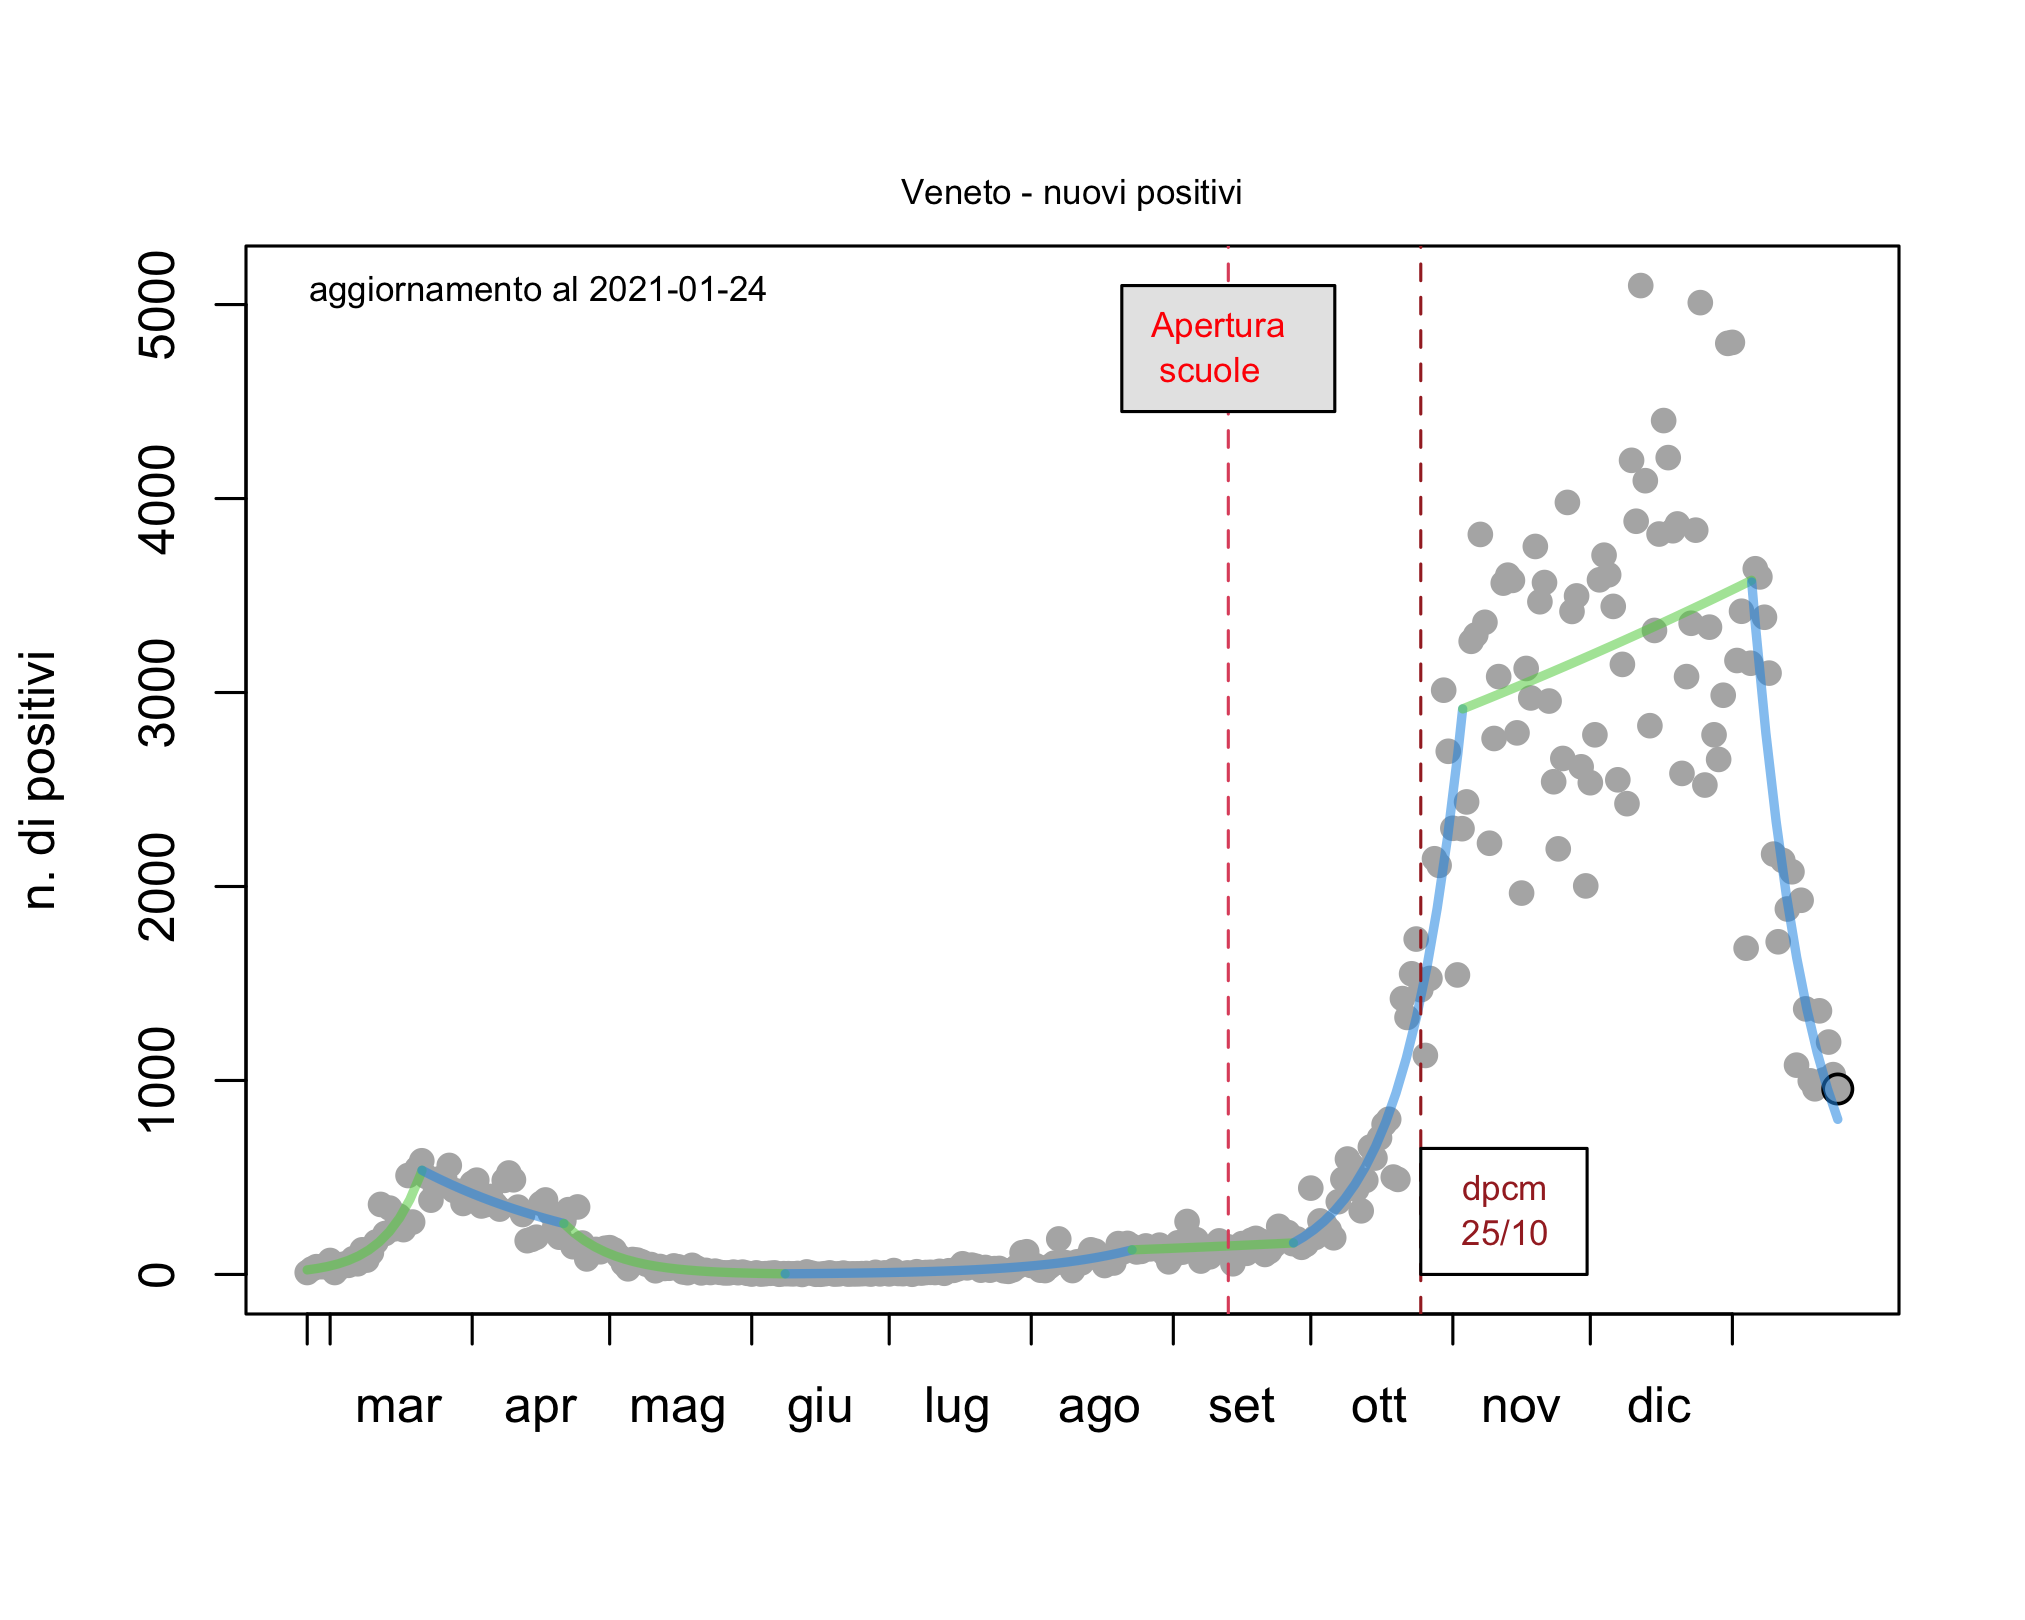 Veneto - nuovi positivi
aggiornamento al 2021-01-24
Apertura
scuole
dpcm
25/10
n. di positivi
5000
4000
3000
2000
1000
0
mar apr mag giu lug ago set ott nov dic